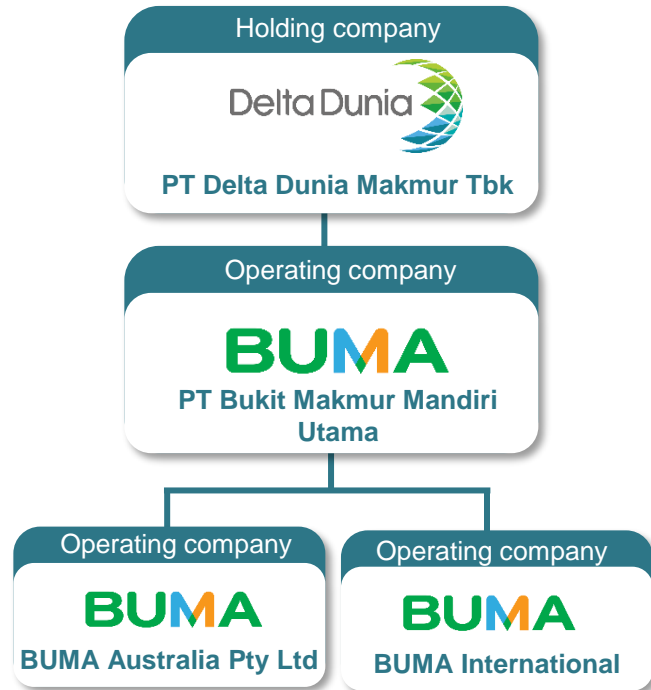 Holding company
Delta Dunia
PT Delta Dunia Makmur Tbk
Operating company
BUMA
PT Bukit Makmur Mandiri
Utama
Operating company
BUMA
BUMA Australia Pty Ltd
Operating company
BUMA
BUMA International